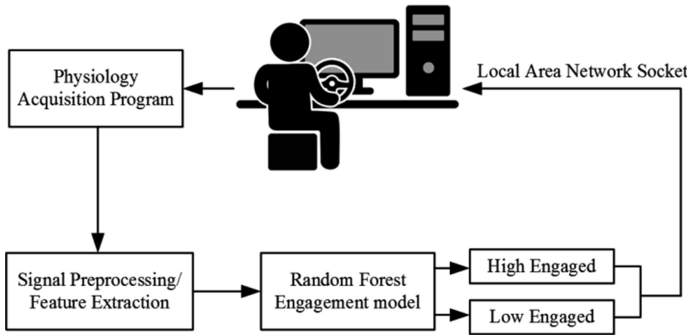 Physiology
Acquisition Program
Local Area Network Socket
Signal Preprocessing/
Feature Extraction
Random Forest
Engagement model
High Engaged
Low Engaged